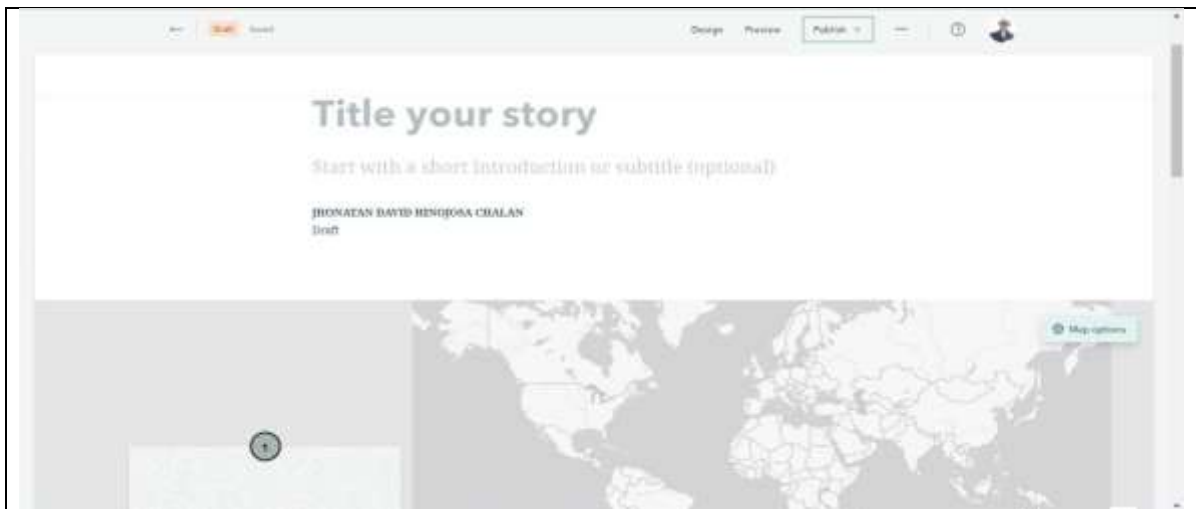 Draft Saved Design Preview Publish
Title your story
Start with a short introduction or subtitle (optional)
JHONATAN DAVID HINOJOSA CHALAN
Draft
Map options